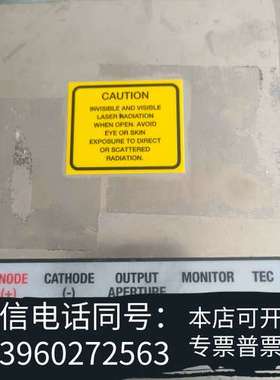 CAUTION
INVISIBLE AND VISIBLE
LASER RADIATION
WHEN OPEN. AVOID
EYE OR SKIN
EXPOSURE TO DIRECT
OR SCATTERED
RADIATION.
NODE CATHODE OUTPUT MONITOR TEC
(+) (-) APERTURE
信电话同号: 本店可开
3960272563 专票普票